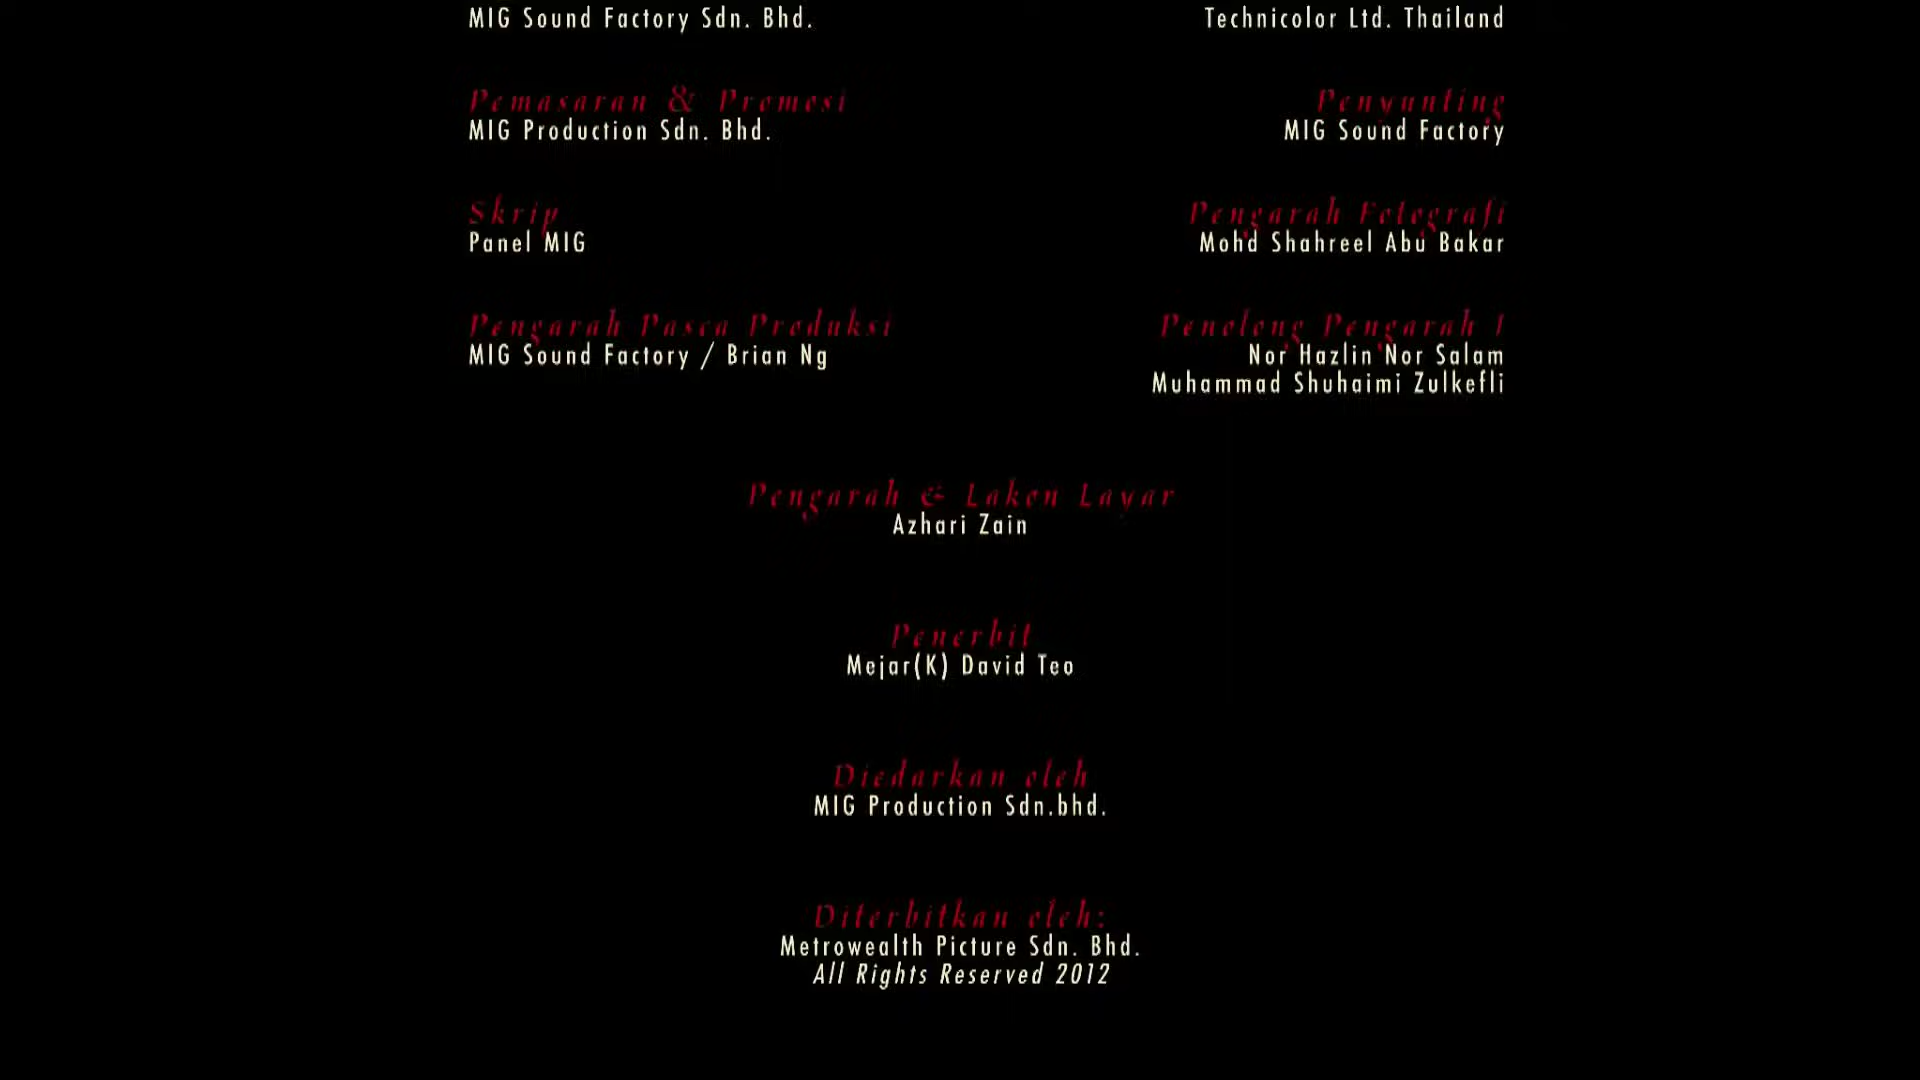 MIG Sound Factory Sdn. Bhd.
Technicolor Ltd. Thailand
Pemasaran & Promosi
MIG Production Sdn. Bhd.
Penyunting
MIG Sound Factory
Skrip
Panel MIG
Pengarah Fotografi
Mohd Shahreel Abu Bakar
Pengarah Pasca Produksi
MIG Sound Factory / Brian Ng
Penolong Pengarah 1
Nor Hazlin Nor Salam
Muhammad Shuhaimi Zulkefli
Pengarah & Lakon Layar
Azhari Zain
Penerbit
Mejar(K) David Teo
Diedarkan oleh
MIG Production Sdn.bhd.
Diterbitkan oleh:
Metrowealth Picture Sdn. Bhd.
All Rights Reserved 2012